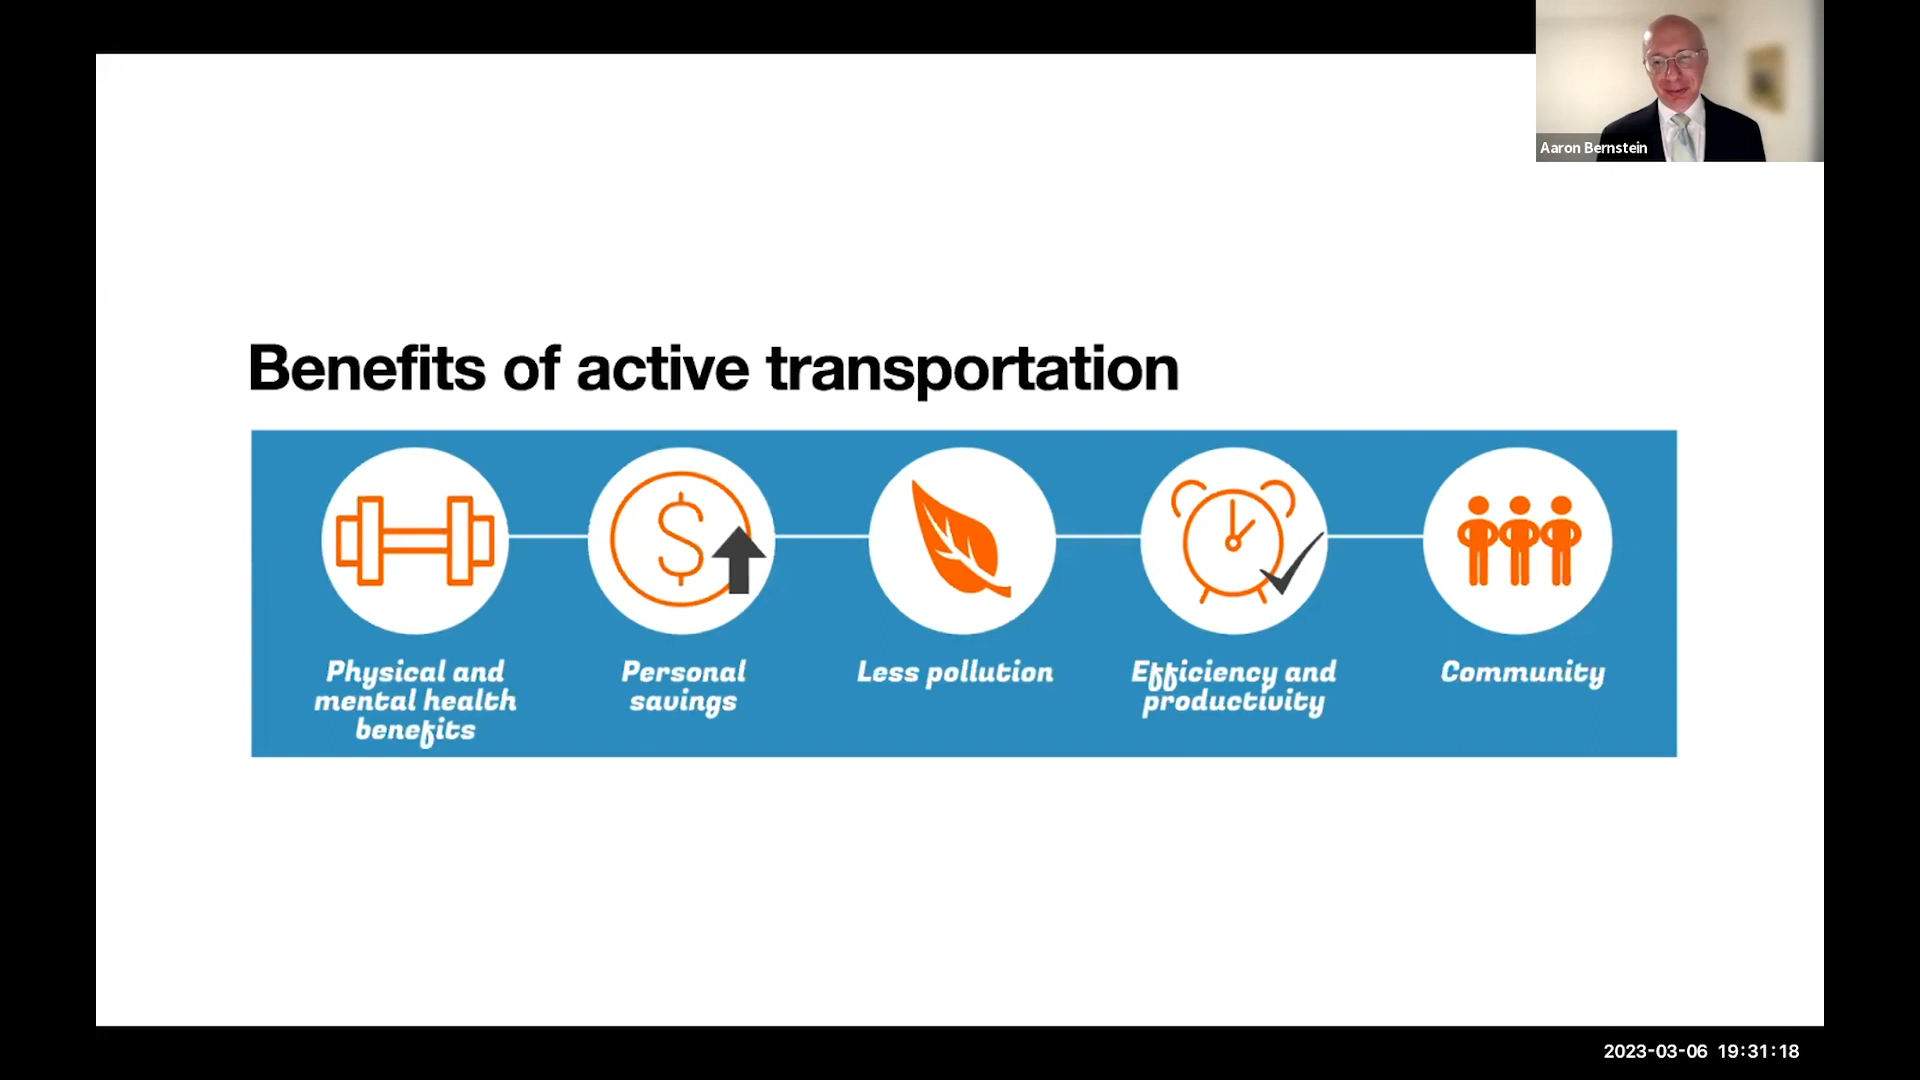 Aaron Bernstein
Benefits of active transportation
Physical and
mental health
benefits
Personal
savings
Less pollution
Efficiency and
productivity
Community
2023-03-06 19:31:18